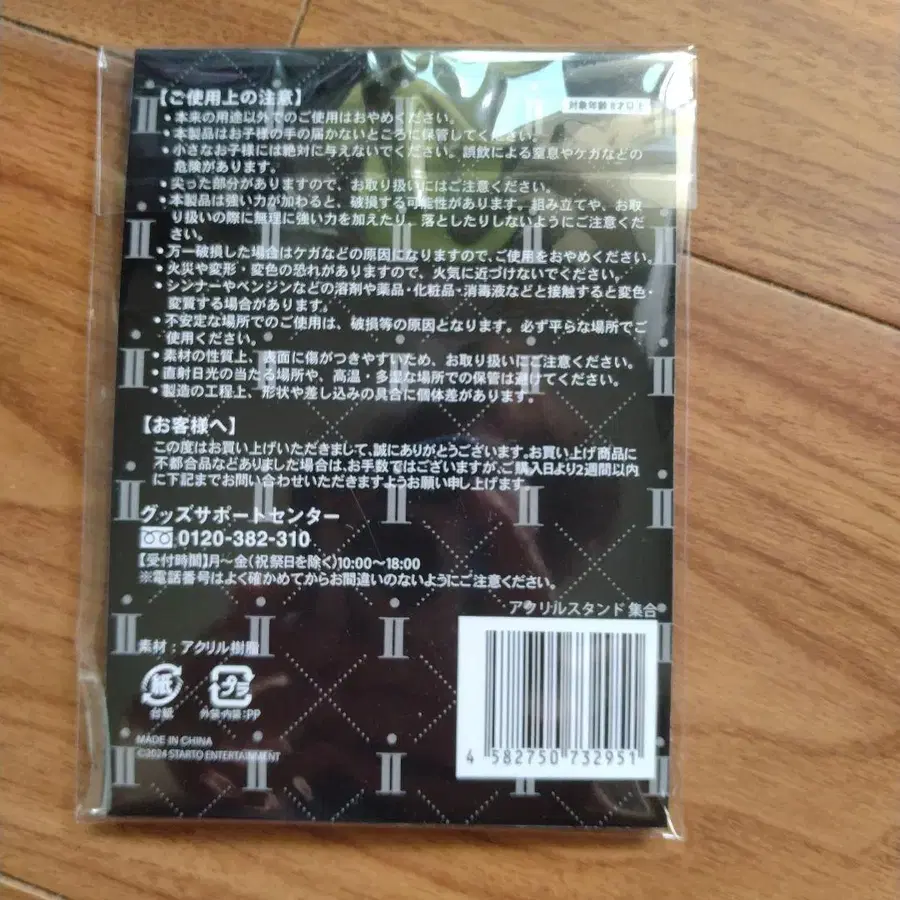 【ご使用上の注意】
対象年齢8才以上
・本来の用途以外でのご使用はおやめください。
・本製品はお子様の手の届かないところに保管してください。
・小さなお子様には絶対に与えないでください。誤飲による窒息やケガなどの
危険があります。
・尖った部分がありますので、お取り扱いにはご注意ください。
・本製品は強い力が加わると、破損する可能性があります。組み立てや、お取
り扱いの際に無理に強い力を加えたり、落としたりしないようにご注意くだ
さい。
・万一破損した場合はケガなどの原因になりますので、ご使用をおやめください。
・火災や変形・変色の恐れがありますので、火気に近づけないでください。
・シンナーやベンジンなどの溶剤や薬品・化粧品・消毒液などと接触すると変色・
変質する場合があります。
・不安定な場所でのご使用は、破損等の原因となります。必ず平らな場所でご
使用ください。
・素材の性質上、表面に傷がつきやすいため、お取り扱いにご注意ください。
・直射日光の当たる場所や、高温・多湿な場所での保管は避けてください。
・製造の工程上、形状や差し込みの具合に個体差があります。
【お客様へ】
この度はお買い上げいただきまして、誠にありがとうございます。お買い上げ商品に
不都合品などありました場合は、お手数ではございますが、ご購入日より2週間以内
に下記までお問い合わせいただきますようお願い申し上げます。
グッズサポートセンター
0120-382-310
【受付時間】月〜金(祝祭日を除く)10:00〜18:00
※電話番号はよく確かめてからお間違いのないようにご注意ください。
アクリルスタンド 集合
素材：アクリル樹脂
紙
プラ
台紙
外装・内装：PP
MADE IN CHINA
©2024 STARTO ENTERTAINMENT
4 582750 732951